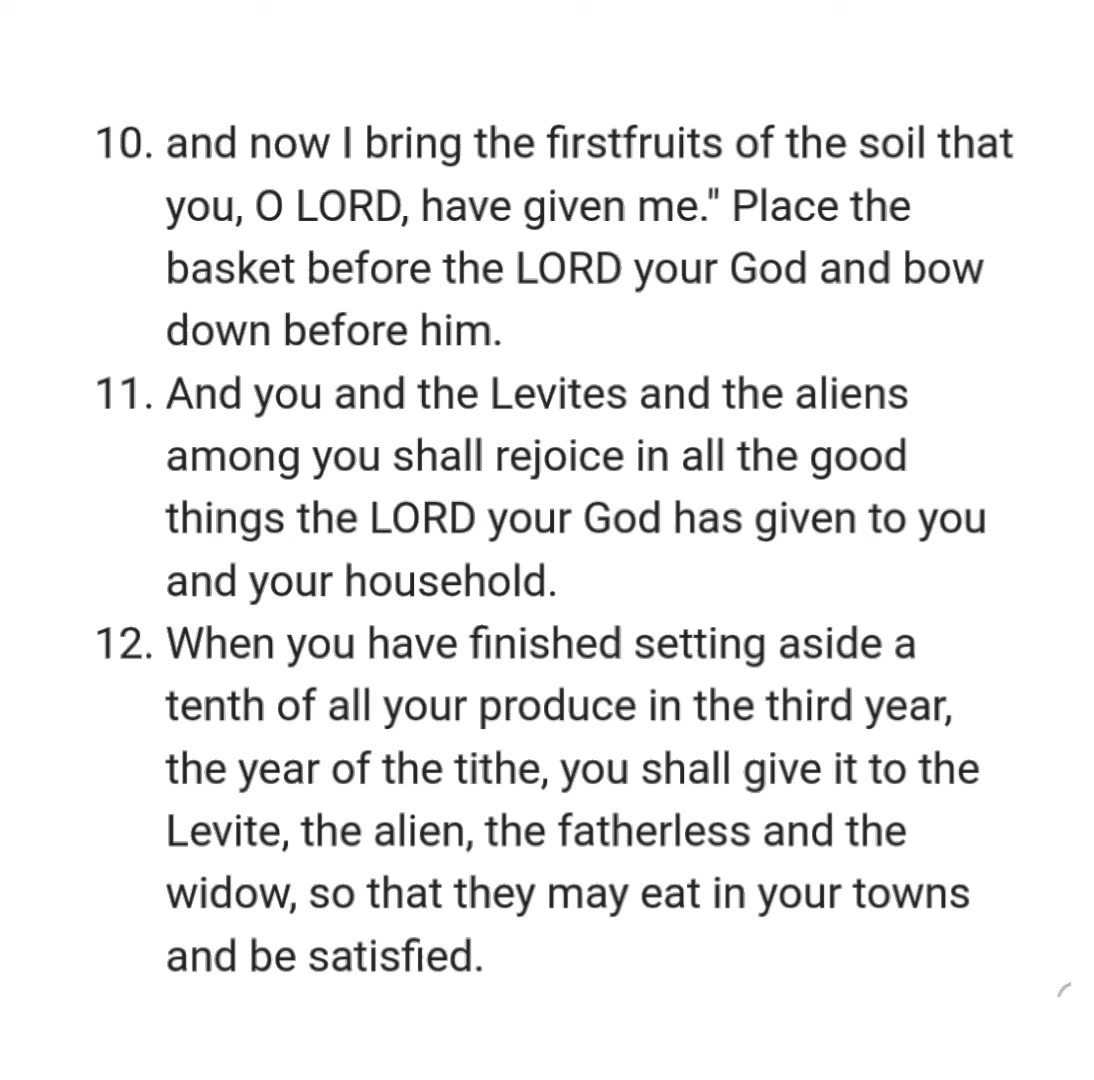 10. and now I bring the firstfruits of the soil that
you, O LORD, have given me." Place the
basket before the LORD your God and bow
down before him.
11. And you and the Levites and the aliens
among you shall rejoice in all the good
things the LORD your God has given to you
and your household.
12. When you have finished setting aside a
tenth of all your produce in the third year,
the year of the tithe, you shall give it to the
Levite, the alien, the fatherless and the
widow, so that they may eat in your towns
and be satisfied.